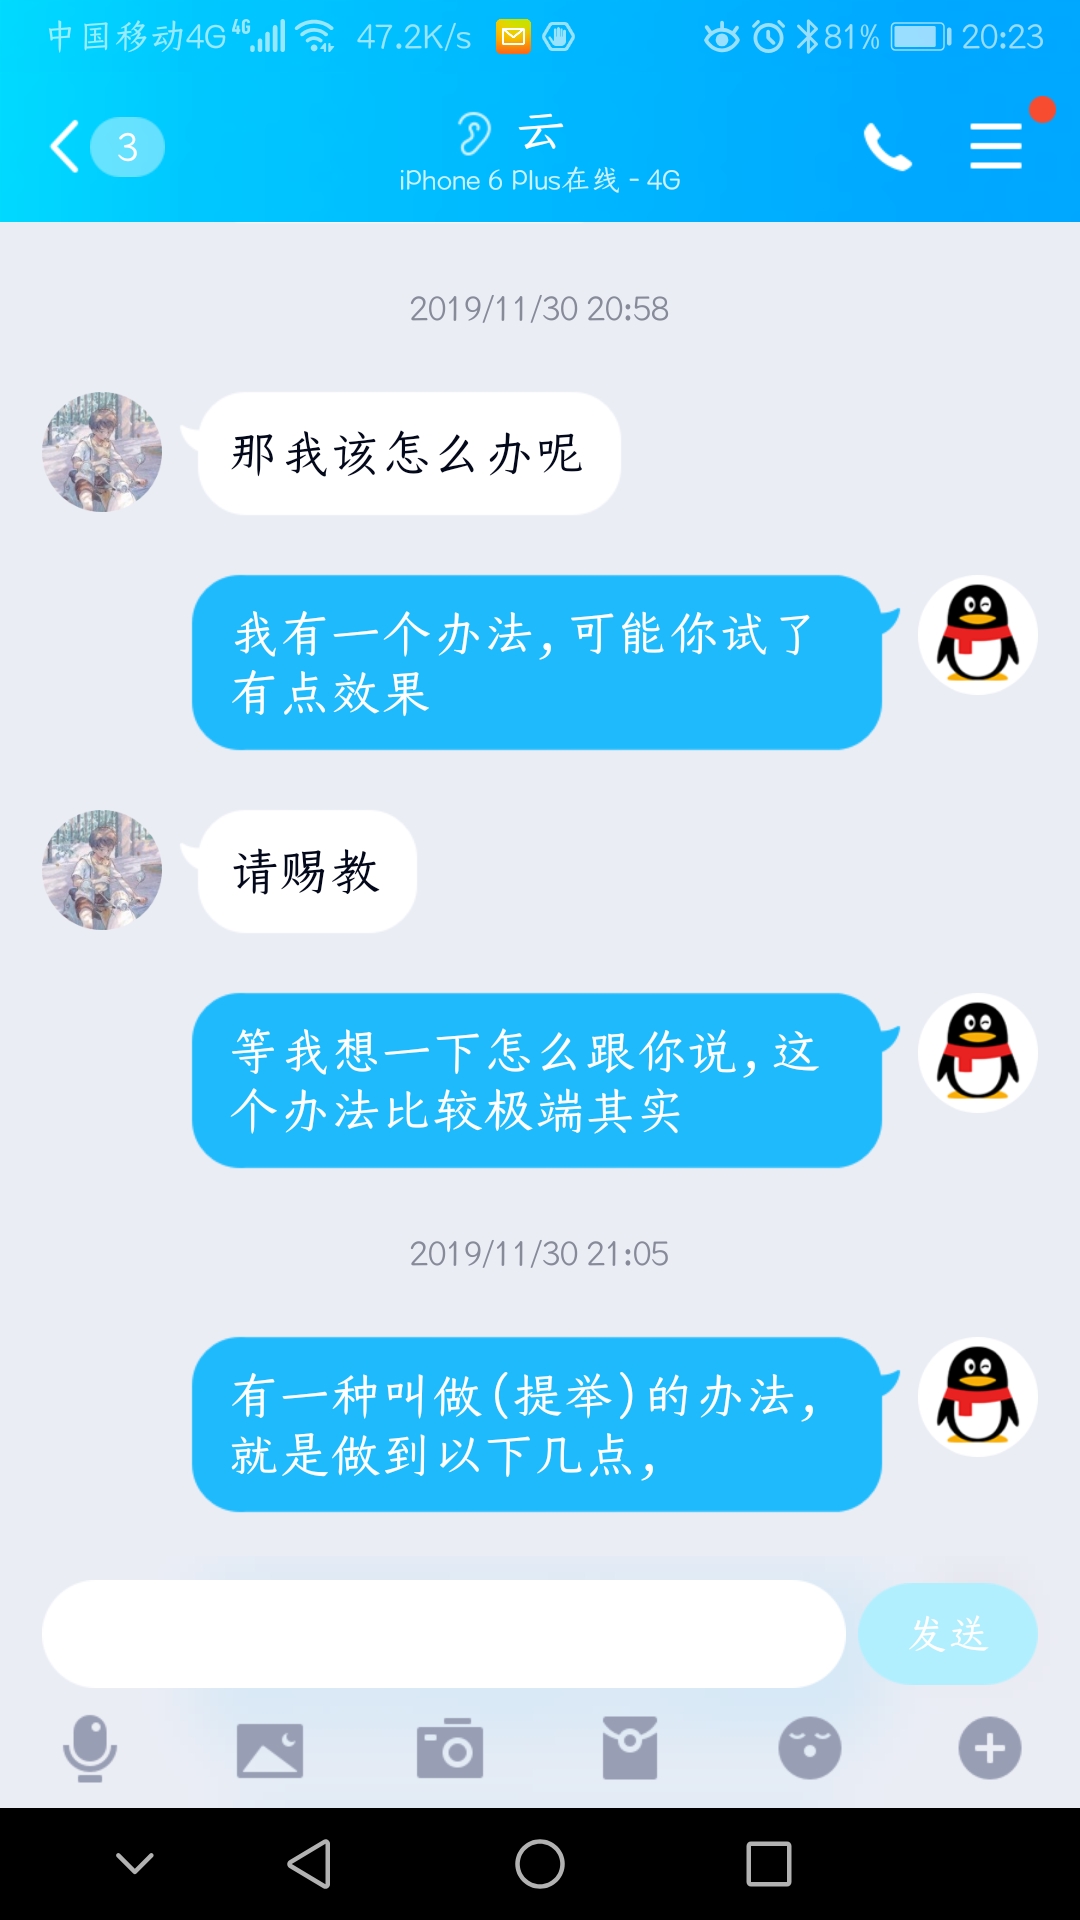 中国移动4G 4G 47.2K/s 81% 20:23
3 云
iPhone 6 Plus在线 - 4G
2019/11/30 20:58
那我该怎么办呢
我有一个办法,可能你试了
有点效果
请赐教
等我想一下怎么跟你说,这
个办法比较极端其实
2019/11/30 21:05
有一种叫做(提举)的办法,
就是做到以下几点,
发送